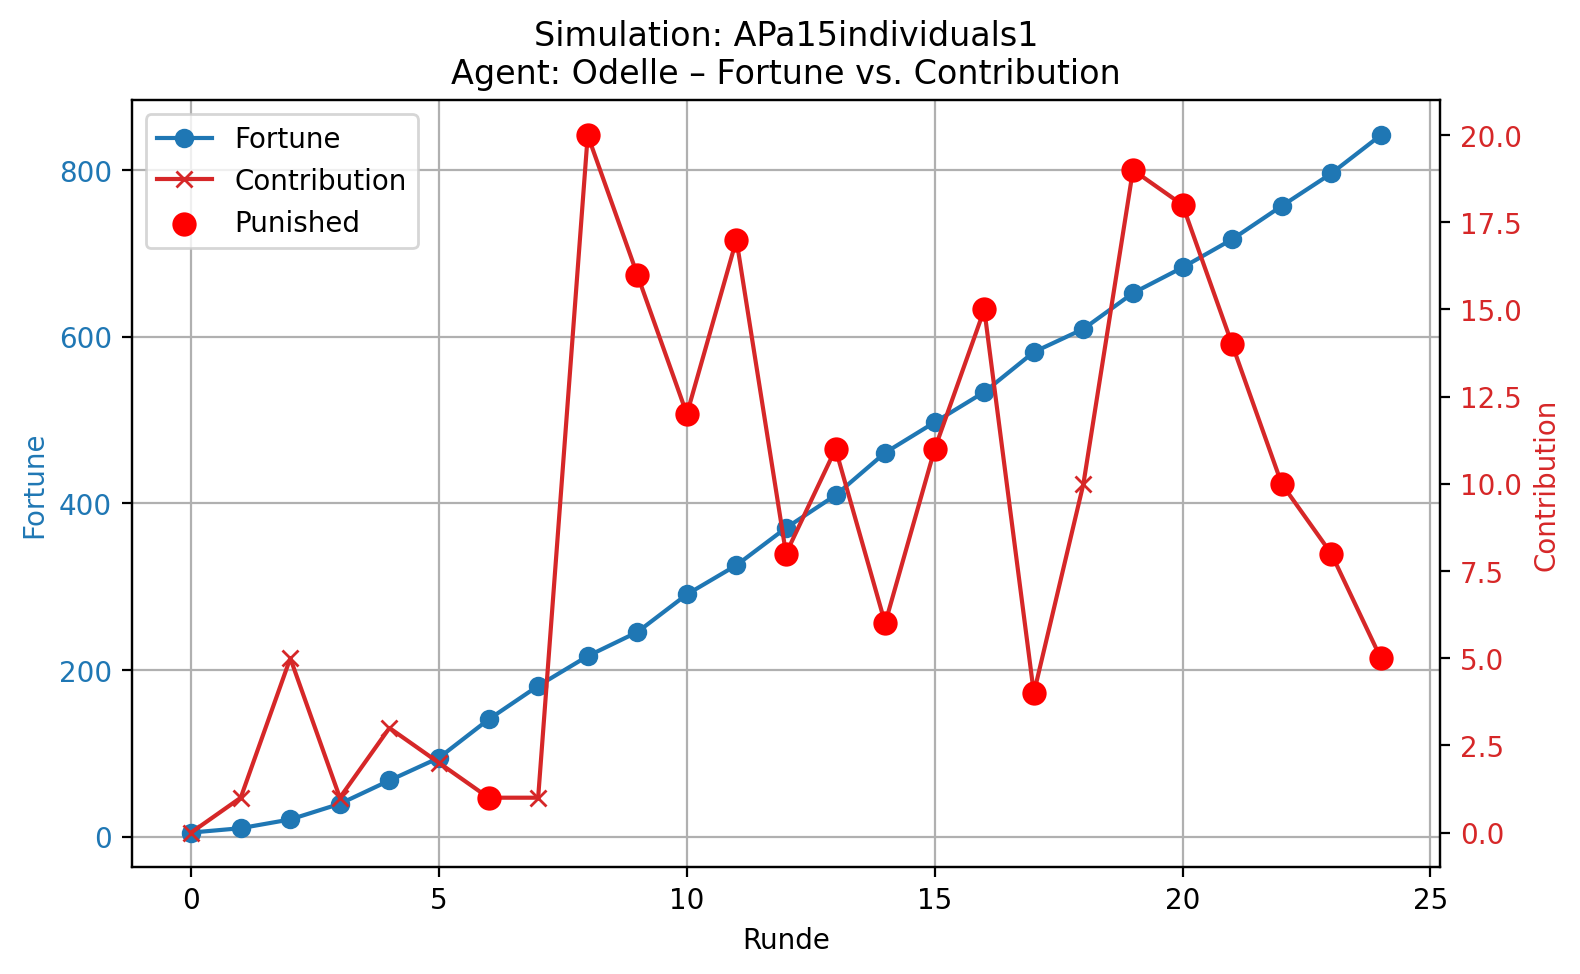 Simulation: APa15individuals1
Agent: Odelle – Fortune vs. Contribution
Fortune
Contribution
Punished
800
600
400
200
0
Fortune
20.0
17.5
15.0
12.5
10.0
7.5
5.0
2.5
0.0
Contribution
0 5 10 15 20 25
Runde